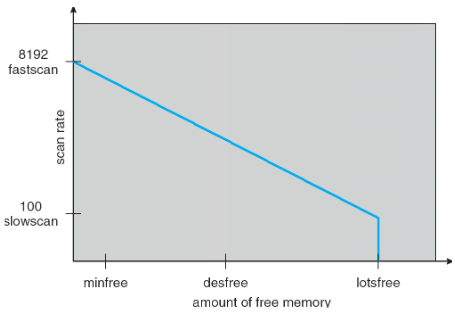 8192
fastscan
scan rate
100
slowscan
minfree
desfree
lotsfree
amount of free memory